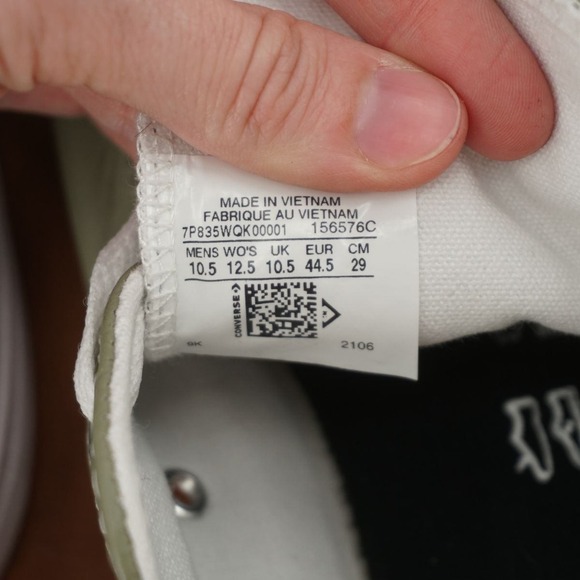 MADE IN VIETNAM
FABRIQUE AU VIETNAM
7P835WQK00001 156576C
MENS WO'S UK EUR CM
10.5 12.5 10.5 44.5 29
CONVERSE
2106